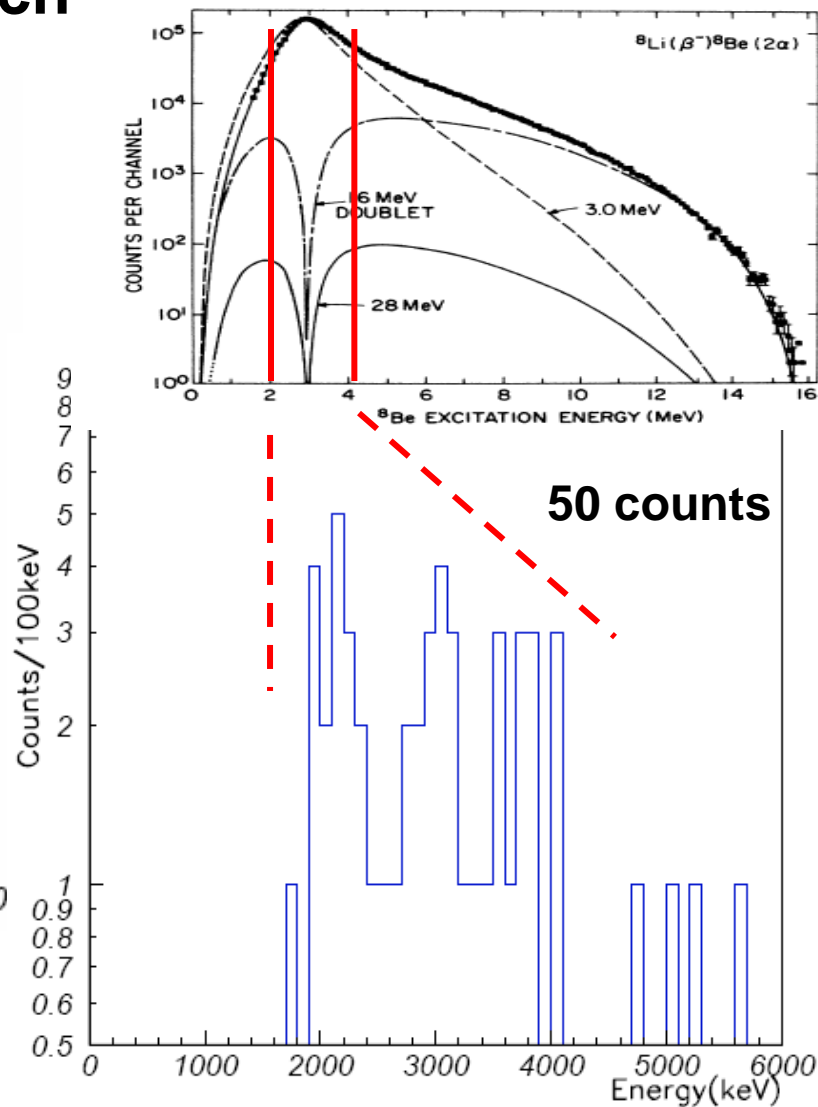 ch
10⁵
10⁴
10³
10²
10¹
10⁰
COUNTS PER CHANNEL
⁸Li(β⁻)⁸Be(2α)
16 MeV
DOUBLET
3.0 MeV
28 MeV
0 2 4 6 8 10 12 14 16
⁸Be EXCITATION ENERGY (MeV)
50 counts
9
8
7
6
5
4
3
2
1
0.9
0.8
0.7
0.6
0.5
Counts/100keV
0 1000 2000 3000 4000 5000 6000
Energy(keV)